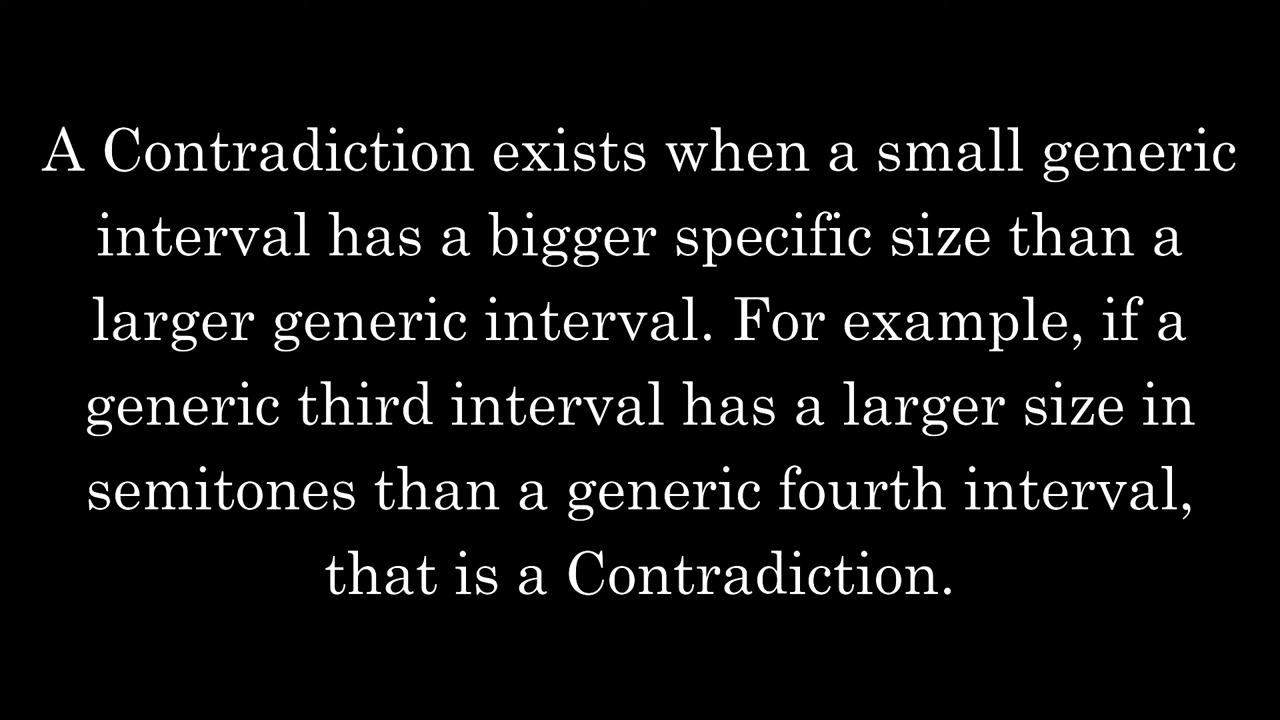 A Contradiction exists when a small generic
interval has a bigger specific size than a
larger generic interval. For example, if a
generic third interval has a larger size in
semitones than a generic fourth interval,
that is a Contradiction.